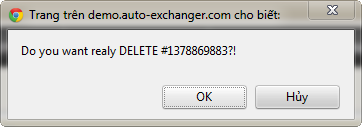 Trang trên demo.auto-exchanger.com cho biết:
Do you want realy DELETE #1378869883?!
OK
Hủy